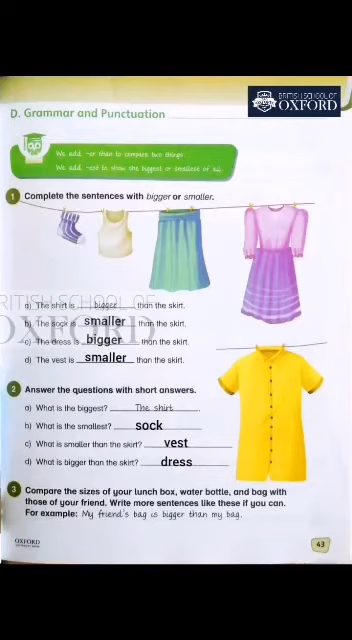 BRITISH SCHOOL OF
OXFORD
D. Grammar and Punctuation
We add -er than to compare two things.
We add -est to show the biggest or smallest of all.
1 Complete the sentences with bigger or smaller.
a) The shirt is bigger than the skirt.
b) The sock is smaller than the skirt.
c) The dress is bigger than the skirt.
d) The vest is smaller than the skirt.
2 Answer the questions with short answers.
a) What is the biggest? The shirt
b) What is the smallest? sock
c) What is smaller than the skirt? vest
d) What is bigger than the skirt? dress
3 Compare the sizes of your lunch box, water bottle, and bag with
those of your friend. Write more sentences like these if you can.
For example: My friend's bag is bigger than my bag.
OXFORD
43